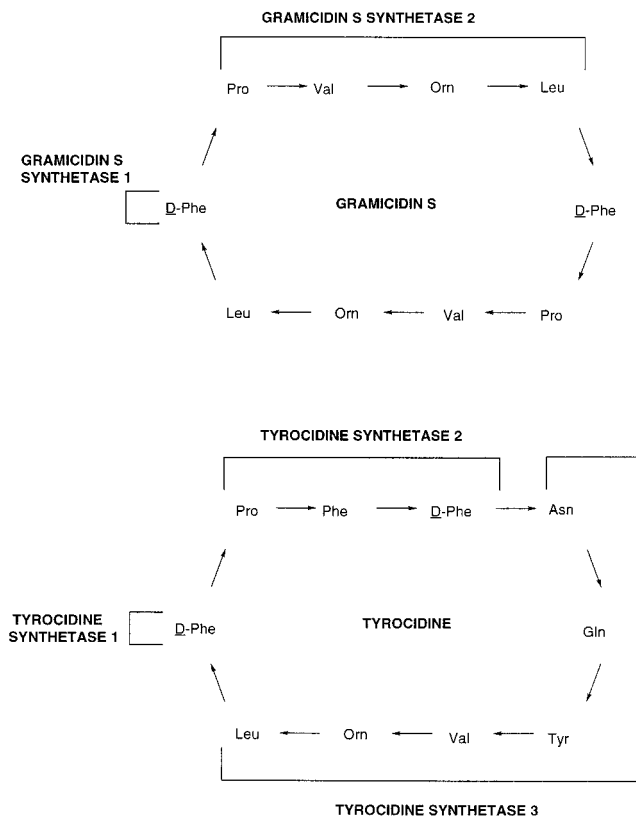 GRAMICIDIN S SYNTHETASE 2
Pro Val Orn Leu
GRAMICIDIN S
SYNTHETASE 1
D-Phe GRAMICIDIN S D-Phe
Leu Orn Val Pro
TYROCIDINE SYNTHETASE 2
Pro Phe D-Phe Asn
TYROCIDINE
SYNTHETASE 1
D-Phe TYROCIDINE Gln
Leu Orn Val Tyr
TYROCIDINE SYNTHETASE 3